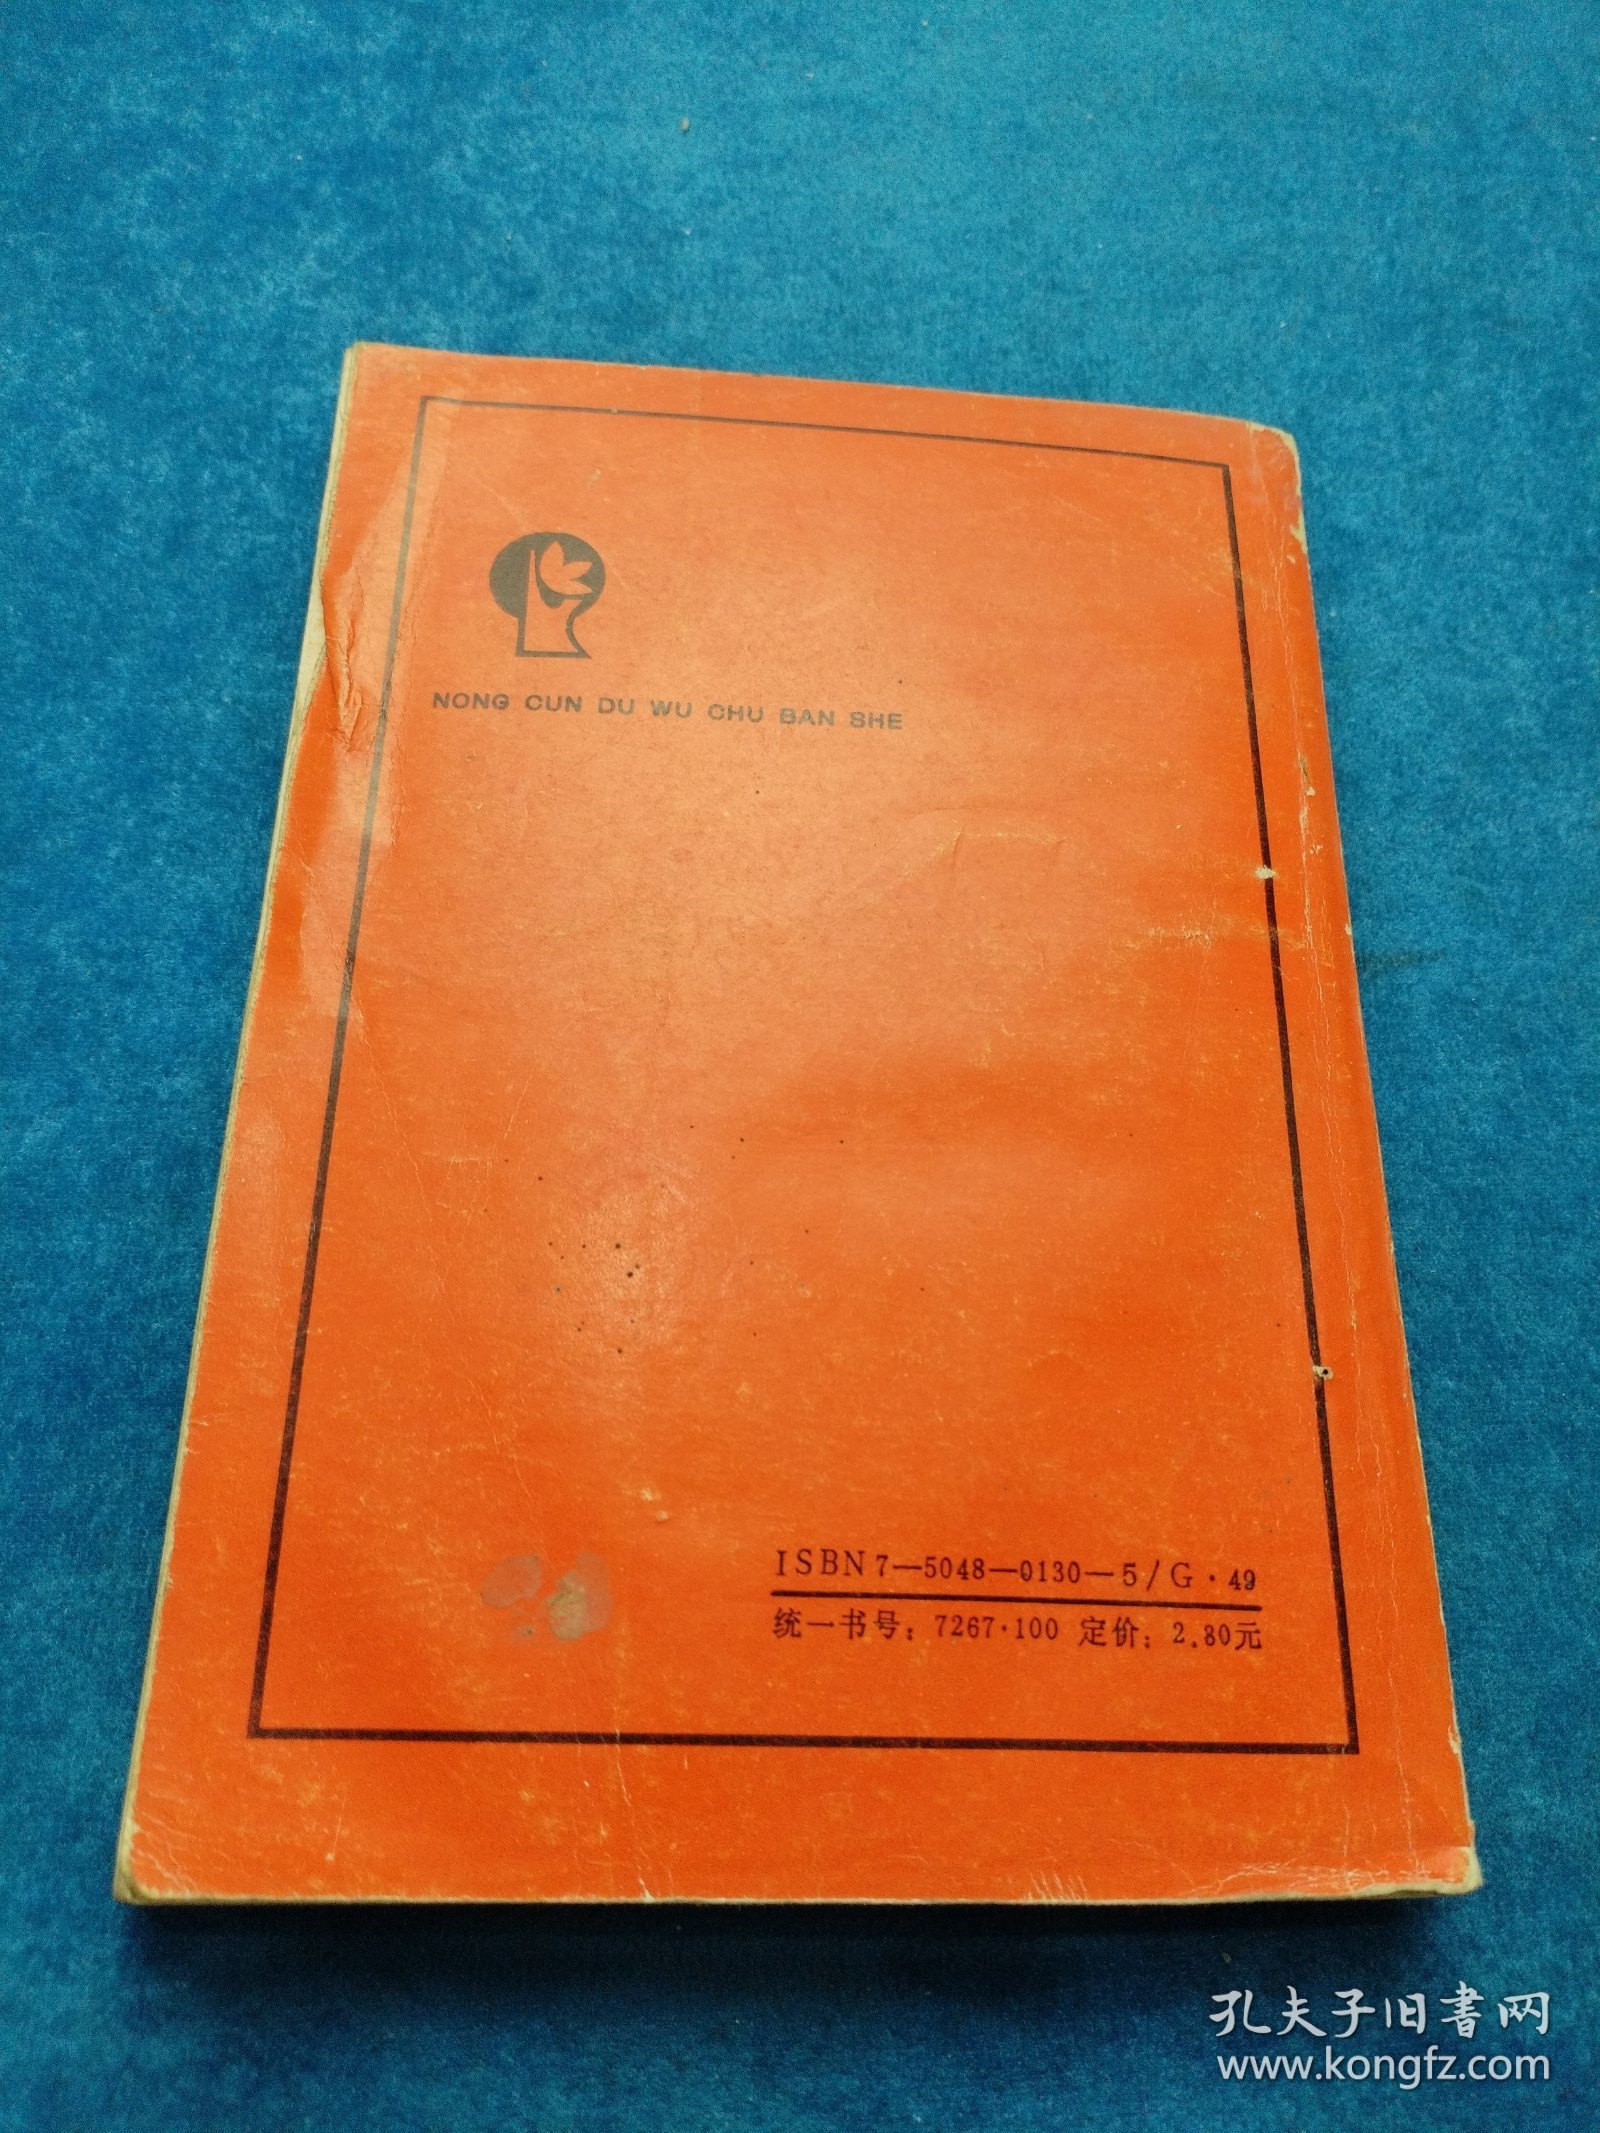 NONG CUN DU WU CHU BAN SHE
ISBN 7—5048—0130—5/G·49
统一书号：7267·100 定价：2.80元
孔夫子旧書网
www.kongfz.com